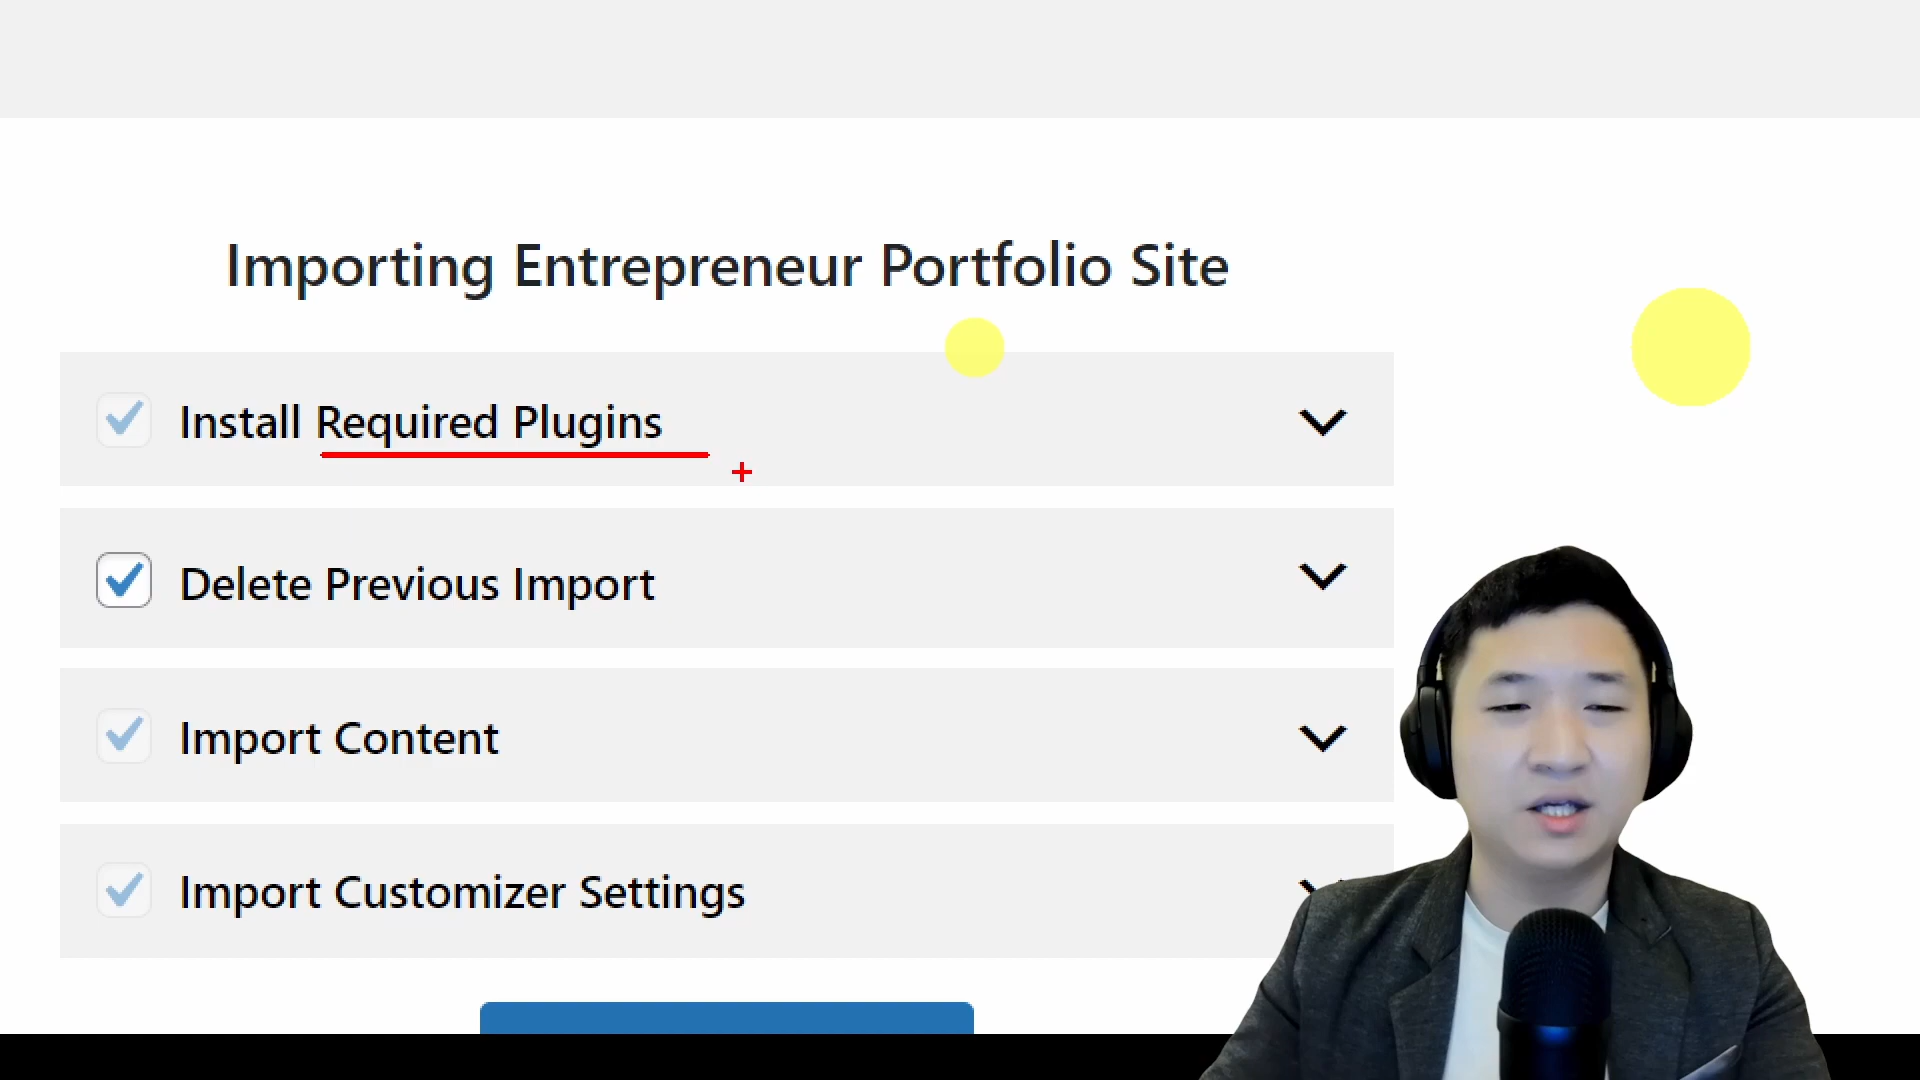 Importing Entrepreneur Portfolio Site
Install Required Plugins
Delete Previous Import
Import Content
Import Customizer Settings